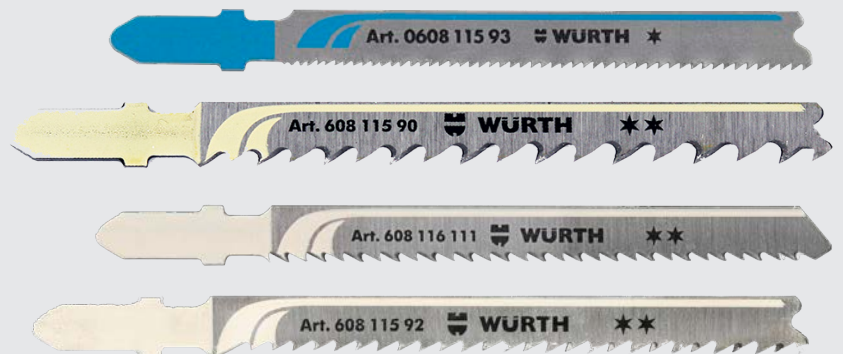 Art. 0608 115 93 WÜRTH
Art. 608 115 90 WÜRTH
Art. 608 116 111 WÜRTH
Art. 608 115 92 WÜRTH